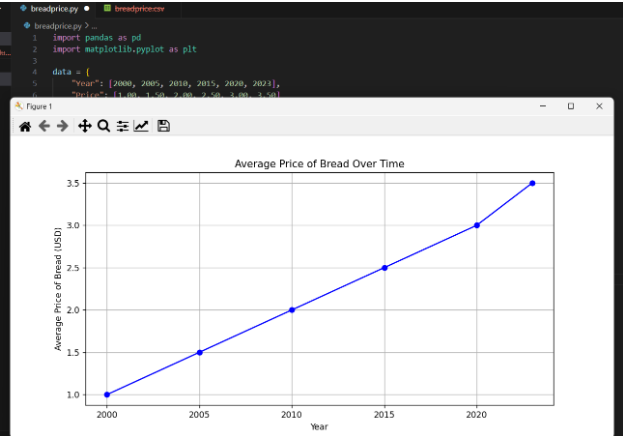 breadprice.py
breadprice.csv
breadprice.py > ...
1 import pandas as pd
2 import matplotlib.pyplot as plt
3
4 data = {
5 "Year": [2000, 2005, 2010, 2015, 2020, 2023],
6 "Price": [1.00, 1.50, 2.00, 2.50, 3.00, 3.50]
Figure 1
Average Price of Bread Over Time
Average Price of Bread (USD)
3.5
3.0
2.5
2.0
1.5
1.0
2000 2005 2010 2015 2020
Year